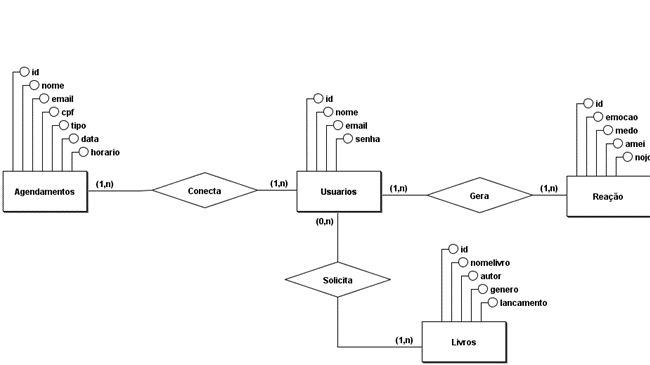 id
nome
email
cpf
tipo
data
horario
Agendamentos
(1,n)
Conecta
(1,n)
id
nome
email
senha
Usuarios
(1,n)
Gera
(1,n)
id
emocao
medo
amei
nojo
Reação
(0,n)
Solicita
(1,n)
id
nomelivro
autor
genero
lancamento
Livros